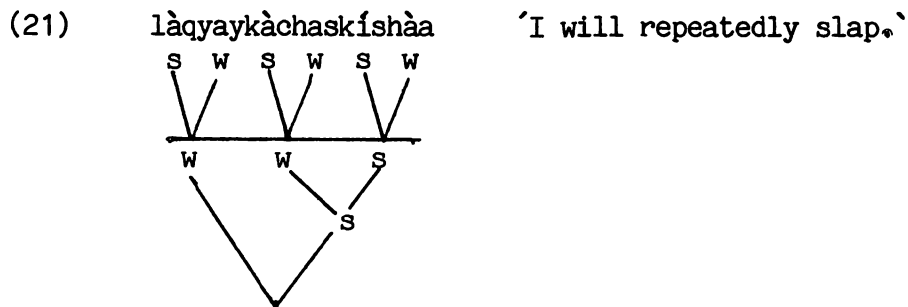 (21) làqyaykàchaskíshàa ´I will repeatedly slap.`
S W S W S W
W W S
S